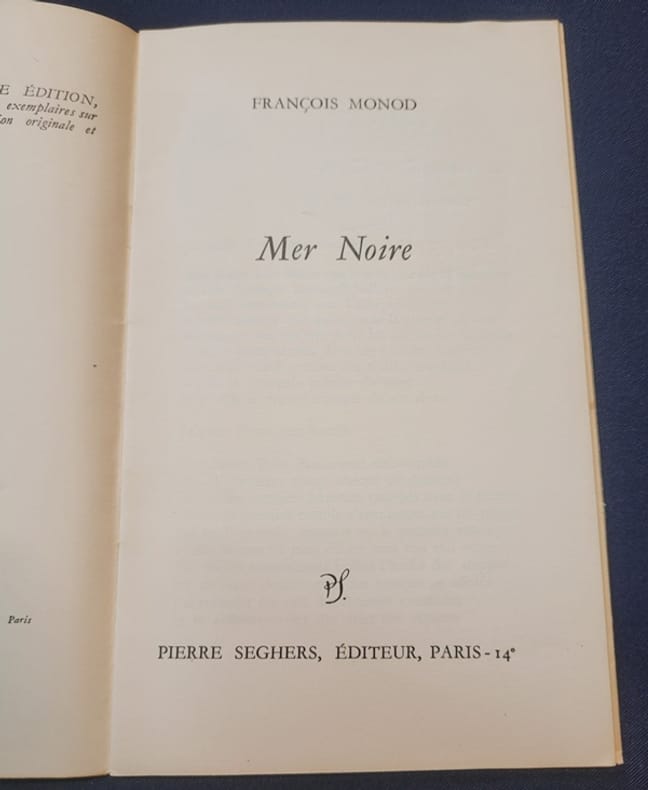 E ÉDITION,
exemplaires sur
on originale et
Paris
FRANÇOIS MONOD
Mer Noire
PS.
PIERRE SEGHERS, ÉDITEUR, PARIS - 14e